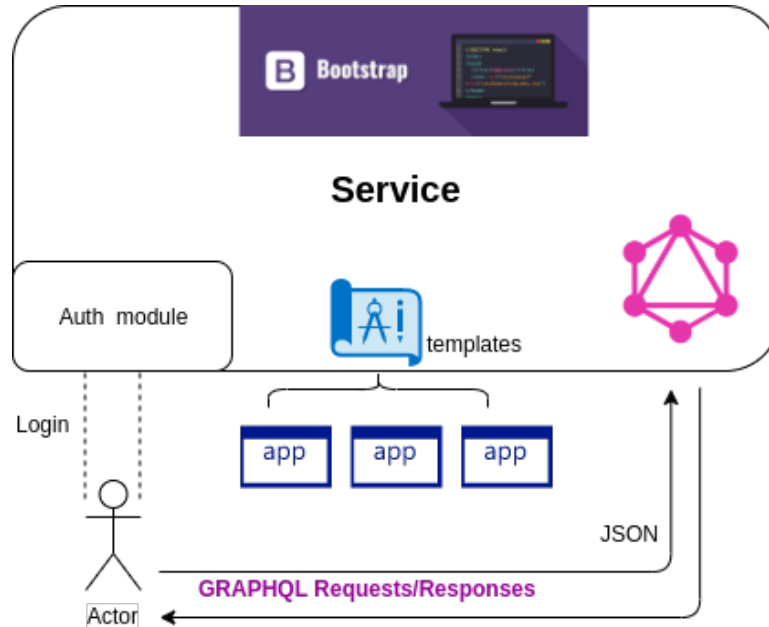 B Bootstrap
Service
Auth module
templates
Login
app
app
app
JSON
GRAPHQL Requests/Responses
Actor